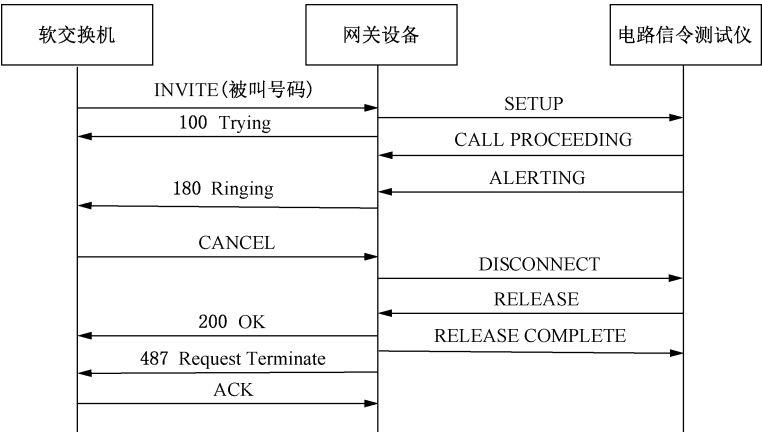 软交换机
网关设备
电路信令测试仪
INVITE(被叫号码)
SETUP
100 Trying
CALL PROCEEDING
ALERTING
180 Ringing
CANCEL
DISCONNECT
RELEASE
200 OK
RELEASE COMPLETE
487 Request Terminate
ACK